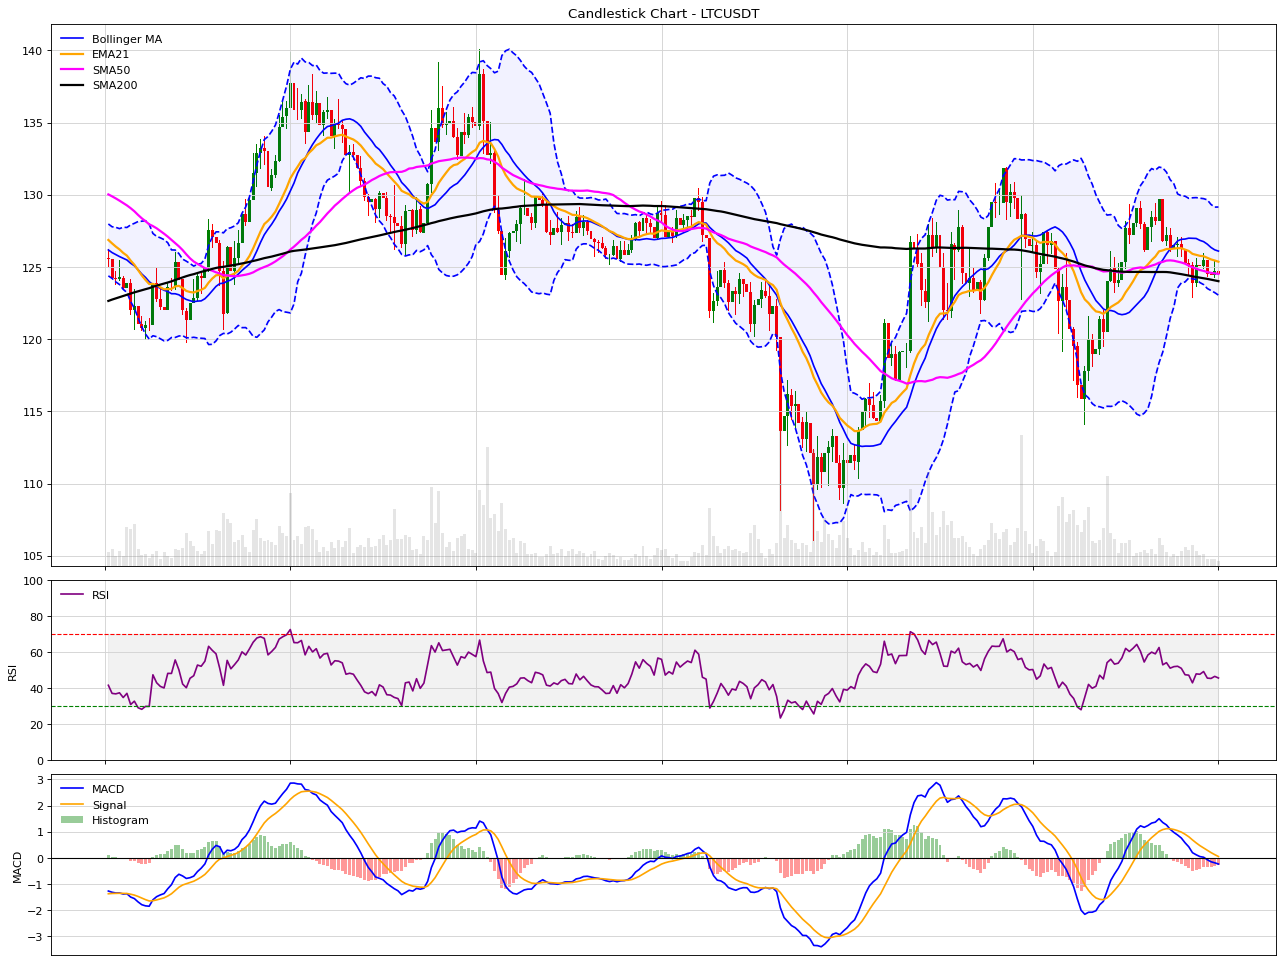 Candlestick Chart - LTCUSDT
Bollinger MA
EMA21
SMA50
SMA200
140
135
130
125
120
115
110
105
RSI
100
80
60
40
20
0
RSI
MACD
Signal
Histogram
3
2
1
0
−1
−2
−3
MACD